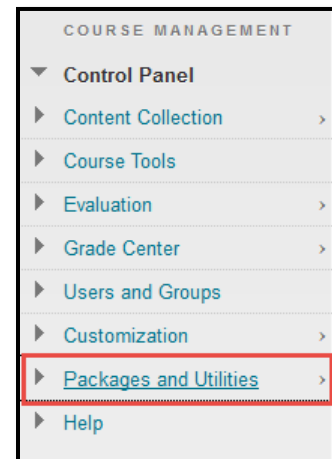 COURSE MANAGEMENT
Control Panel
Content Collection
Course Tools
Evaluation
Grade Center
Users and Groups
Customization
Packages and Utilities
Help